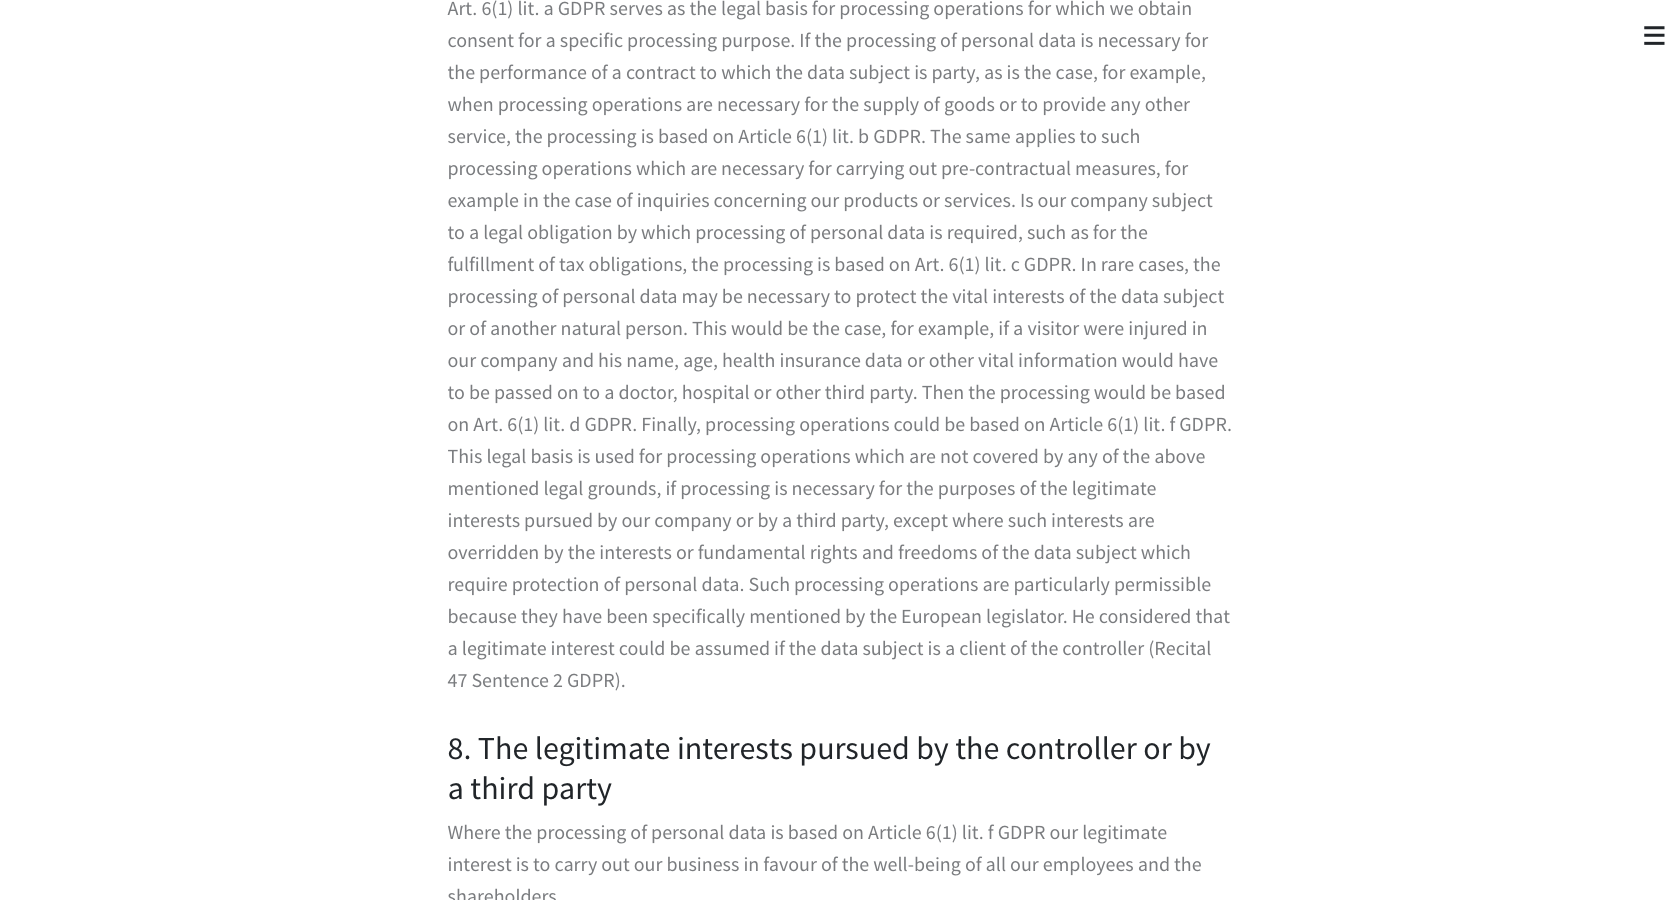 Art. 6(1) lit. a GDPR serves as the legal basis for processing operations for which we obtain
consent for a specific processing purpose. If the processing of personal data is necessary for
the performance of a contract to which the data subject is party, as is the case, for example,
when processing operations are necessary for the supply of goods or to provide any other
service, the processing is based on Article 6(1) lit. b GDPR. The same applies to such
processing operations which are necessary for carrying out pre-contractual measures, for
example in the case of inquiries concerning our products or services. Is our company subject
to a legal obligation by which processing of personal data is required, such as for the
fulfillment of tax obligations, the processing is based on Art. 6(1) lit. c GDPR. In rare cases, the
processing of personal data may be necessary to protect the vital interests of the data subject
or of another natural person. This would be the case, for example, if a visitor were injured in
our company and his name, age, health insurance data or other vital information would have
to be passed on to a doctor, hospital or other third party. Then the processing would be based
on Art. 6(1) lit. d GDPR. Finally, processing operations could be based on Article 6(1) lit. f GDPR.
This legal basis is used for processing operations which are not covered by any of the above
mentioned legal grounds, if processing is necessary for the purposes of the legitimate
interests pursued by our company or by a third party, except where such interests are
overridden by the interests or fundamental rights and freedoms of the data subject which
require protection of personal data. Such processing operations are particularly permissible
because they have been specifically mentioned by the European legislator. He considered that
a legitimate interest could be assumed if the data subject is a client of the controller (Recital
47 Sentence 2 GDPR).
8. The legitimate interests pursued by the controller or by
a third party
Where the processing of personal data is based on Article 6(1) lit. f GDPR our legitimate
interest is to carry out our business in favour of the well-being of all our employees and the
shareholders.